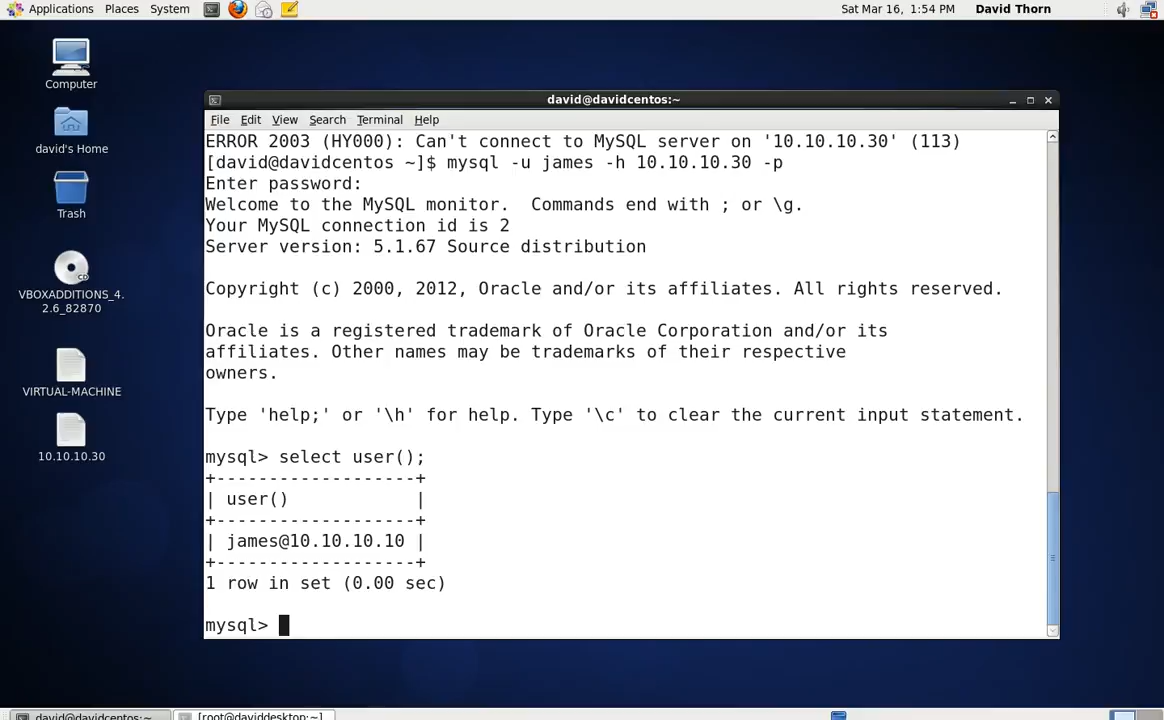 Applications Places System Sat Mar 16, 1:54 PM David Thorn
Computer
david's Home
Trash
VBOXADDITIONS_4.
2.6_82870
VIRTUAL-MACHINE
10.10.10.30
david@davidcentos:~
File Edit View Search Terminal Help
ERROR 2003 (HY000): Can't connect to MySQL server on '10.10.10.30' (113)
[david@davidcentos ~]$ mysql -u james -h 10.10.10.30 -p
Enter password:
Welcome to the MySQL monitor.  Commands end with ; or \g.
Your MySQL connection id is 2
Server version: 5.1.67 Source distribution
Copyright (c) 2000, 2012, Oracle and/or its affiliates. All rights reserved.
Oracle is a registered trademark of Oracle Corporation and/or its
affiliates. Other names may be trademarks of their respective
owners.
Type 'help;' or '\h' for help. Type '\c' to clear the current input statement.
mysql> select user();
+-------------------+
| user()            |
+-------------------+
| james@10.10.10.10 |
+-------------------+
1 row in set (0.00 sec)
mysql>
david@davidcentos:~ [root@daviddesktop:~]